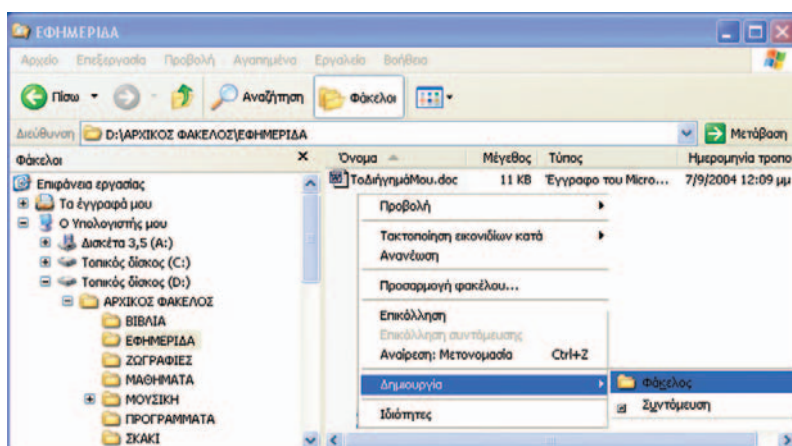 ΕΦΗΜΕΡΙΔΑ
Αρχείο Επεξεργασία Προβολή Αγαπημένα Εργαλεία Βοήθεια
Πίσω Αναζήτηση Φάκελοι
Διεύθυνση D:\ΑΡΧΙΚΟΣ ΦΑΚΕΛΟΣ\ΕΦΗΜΕΡΙΔΑ Μετάβαση
Φάκελοι
Επιφάνεια εργασίας
Τα έγγραφά μου
Ο Υπολογιστής μου
Δισκέτα 3,5 (A:)
Τοπικός δίσκος (C:)
Τοπικός δίσκος (D:)
ΑΡΧΙΚΟΣ ΦΑΚΕΛΟΣ
ΒΙΒΛΙΑ
ΕΦΗΜΕΡΙΔΑ
ΖΩΓΡΑΦΙΕΣ
ΜΑΘΗΜΑΤΑ
ΜΟΥΣΙΚΗ
ΠΡΟΓΡΑΜΜΑΤΑ
ΣΚΑΚΙ
Όνομα Μέγεθος Τύπος Ημερομηνία τροπο
ΤοΔιήγημάΜου.doc 11 KB Έγγραφο του Micro... 7/9/2004 12:09 μμ
Προβολή
Τακτοποίηση εικονιδίων κατά
Ανανέωση
Προσαρμογή φακέλου...
Επικόλληση
Επικόλληση συντόμευσης
Αναίρεση: Μετονομασία Ctrl+Z
Δημιουργία
Ιδιότητες
Φάκελος
Συντόμευση